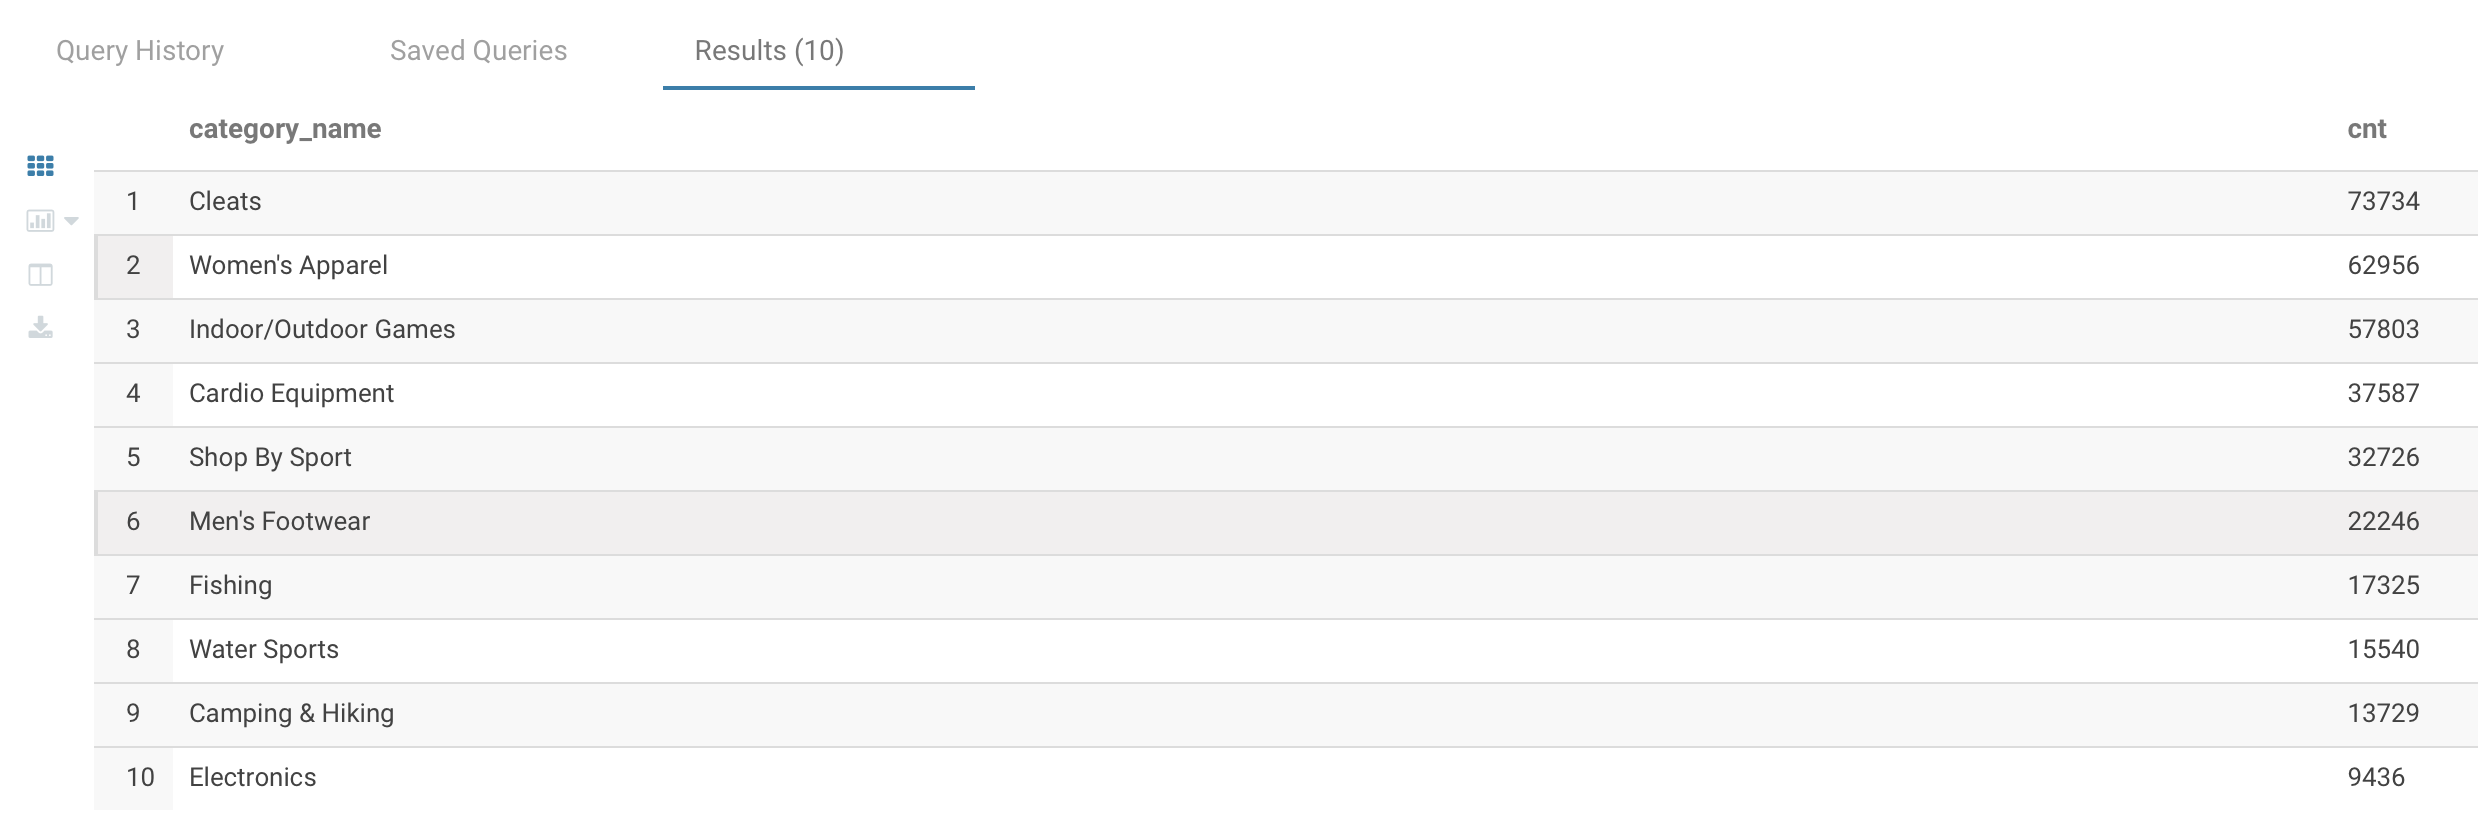 Query History Saved Queries Results (10)
category_name cnt
1 Cleats 73734
2 Women's Apparel 62956
3 Indoor/Outdoor Games 57803
4 Cardio Equipment 37587
5 Shop By Sport 32726
6 Men's Footwear 22246
7 Fishing 17325
8 Water Sports 15540
9 Camping & Hiking 13729
10 Electronics 9436